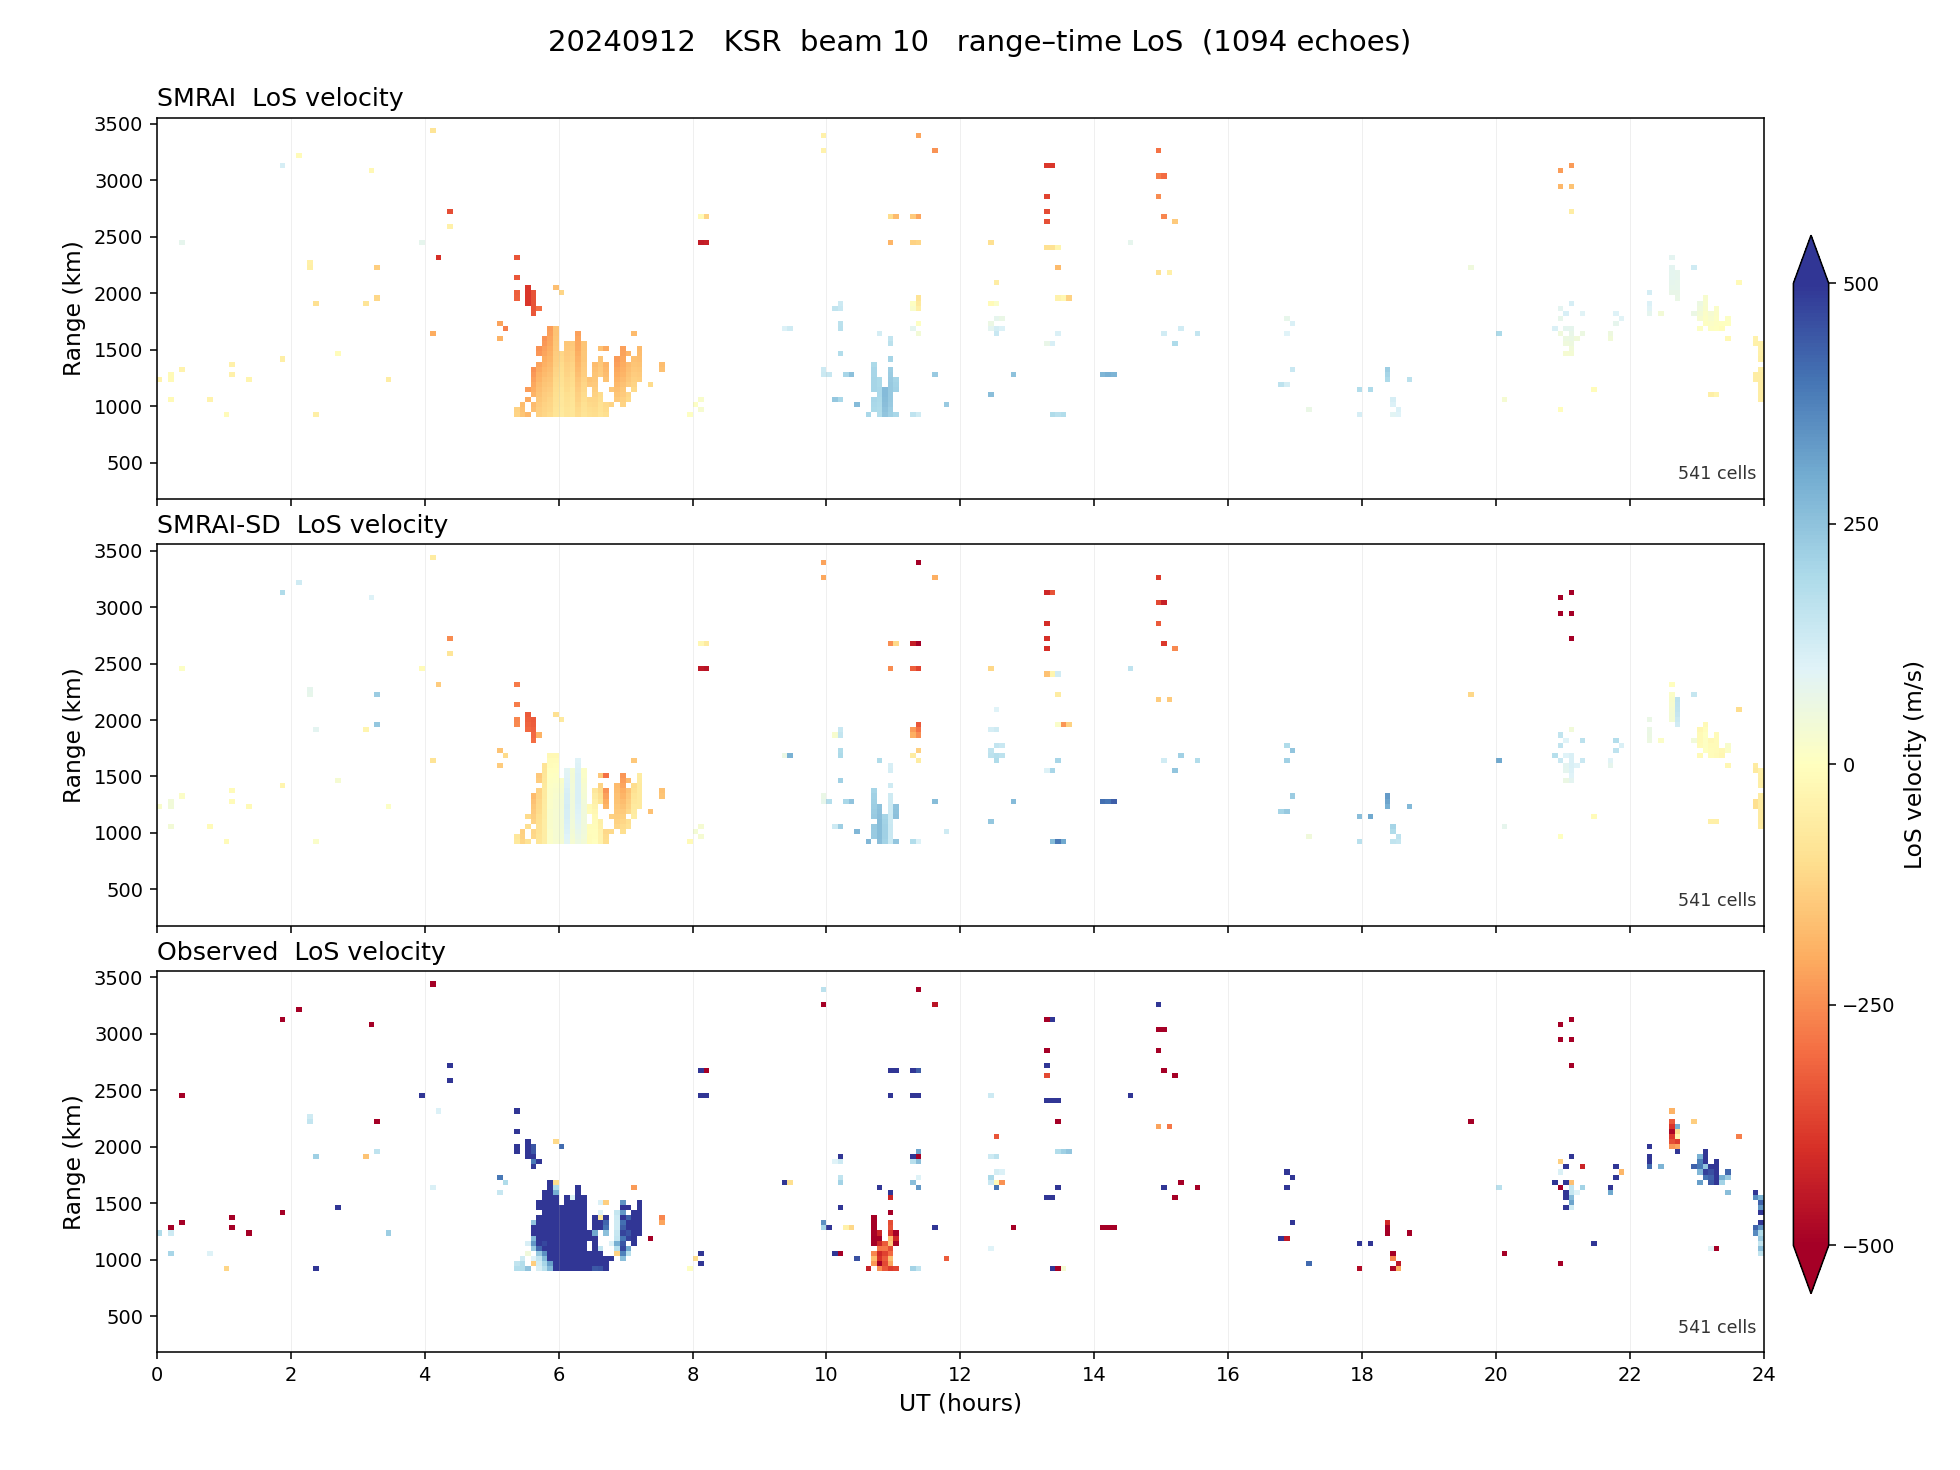 20240912   KSR  beam 10   range–time LoS  (1094 echoes)
SMRAI  LoS velocity
3500
3000
2500
2000
1500
1000
500
Range (km)
541 cells
SMRAI-SD  LoS velocity
3500
3000
2500
2000
1500
1000
500
Range (km)
541 cells
Observed  LoS velocity
3500
3000
2500
2000
1500
1000
500
Range (km)
541 cells
0 2 4 6 8 10 12 14 16 18 20 22 24
UT (hours)
500
250
0
−250
−500
LoS velocity (m/s)